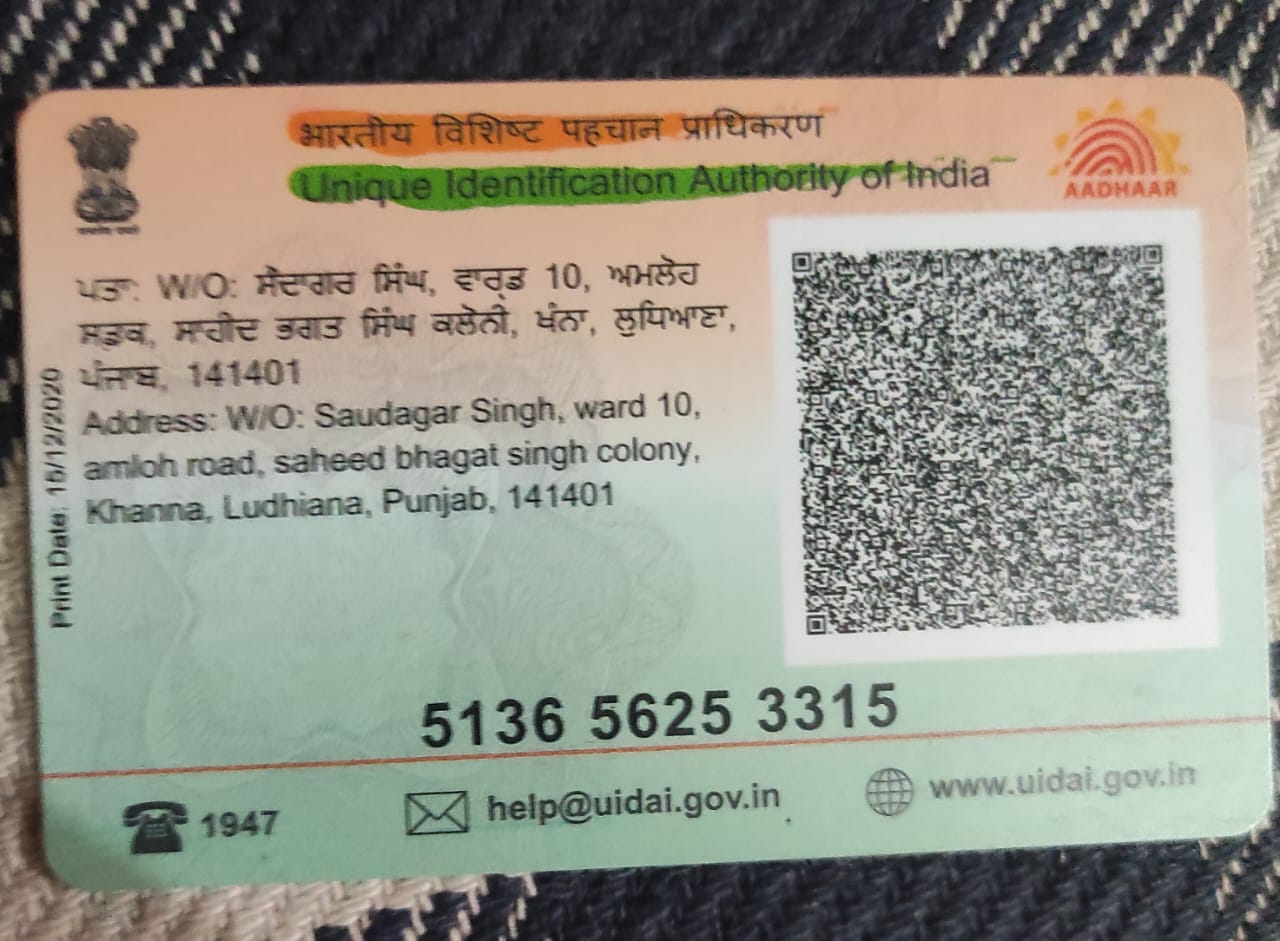 भारतीय विशिष्ट पहचान प्राधिकरण
Unique Identification Authority of India
AADHAAR
ਪਤਾ: W/O: ਸੋਦਾਗਰ ਸਿੰਘ, ਵਾਰ੍ਡ 10, ਅਮਲੋਹ
ਸੜਕ, ਸਾਹੀਦ ਭਗਤ ਸਿੰਘ ਕਲੋਨੀ, ਖੰਨਾ, ਲੁਧਿਆਣਾ,
ਪੰਜਾਬ, 141401
Address: W/O: Saudagar Singh, ward 10,
amloh road, saheed bhagat singh colony,
Khanna, Ludhiana, Punjab, 141401
Print Date: 15/12/2020
5136 5625 3315
1947
help@uidai.gov.in
www.uidai.gov.in